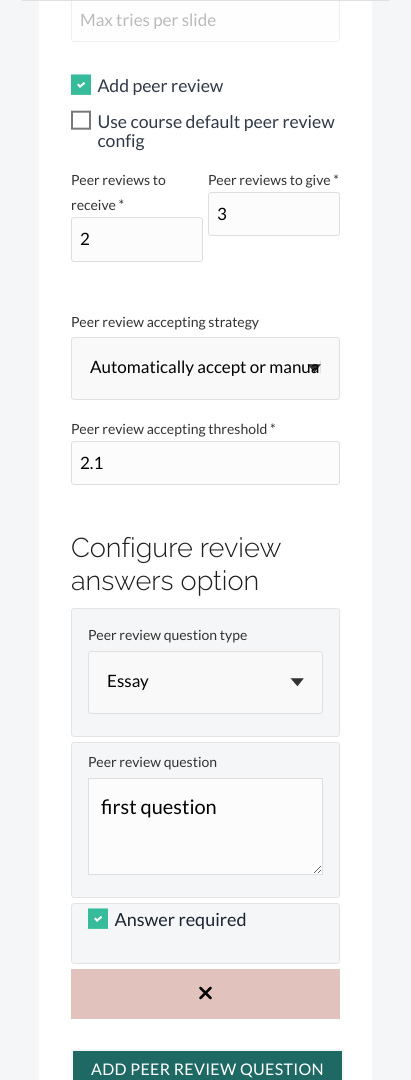 Max tries per slide
Add peer review
Use course default peer review
config
Peer reviews to
receive *
2
Peer reviews to give *
3
Peer review accepting strategy
Automatically accept or manua
Peer review accepting threshold *
2.1
Configure review
answers option
Peer review question type
Essay
Peer review question
first question
Answer required
ADD PEER REVIEW QUESTION